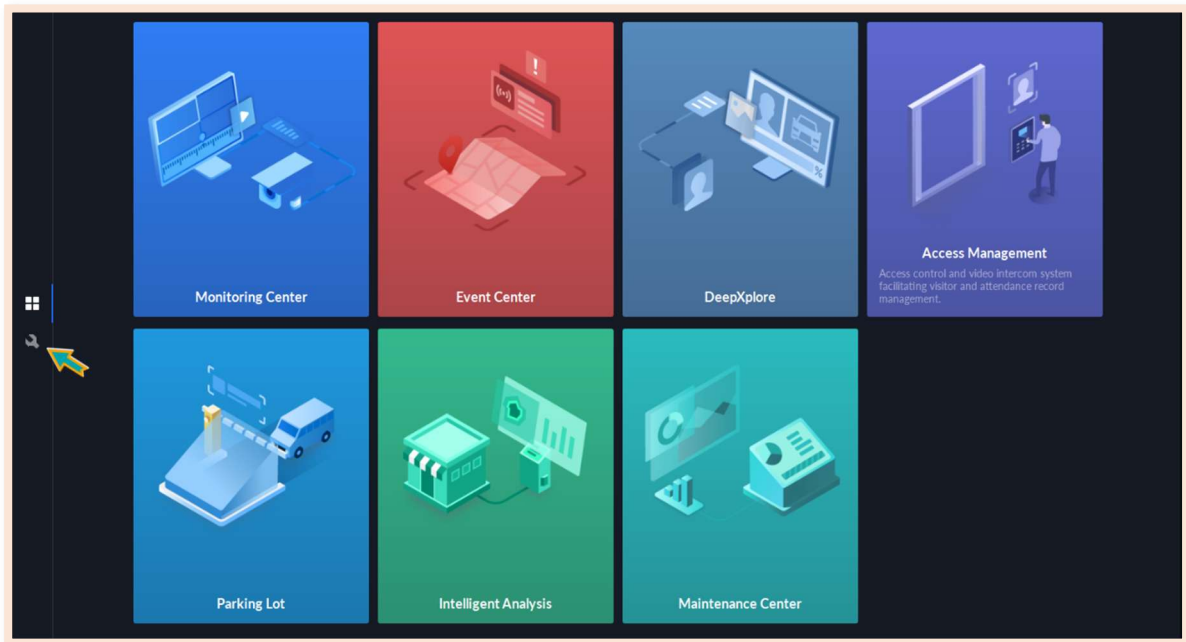 Monitoring Center
Event Center
%
DeepXplore
Access Management
Access control and video intercom system
facilitating visitor and attendance record
management.
Parking Lot
Intelligent Analysis
Maintenance Center